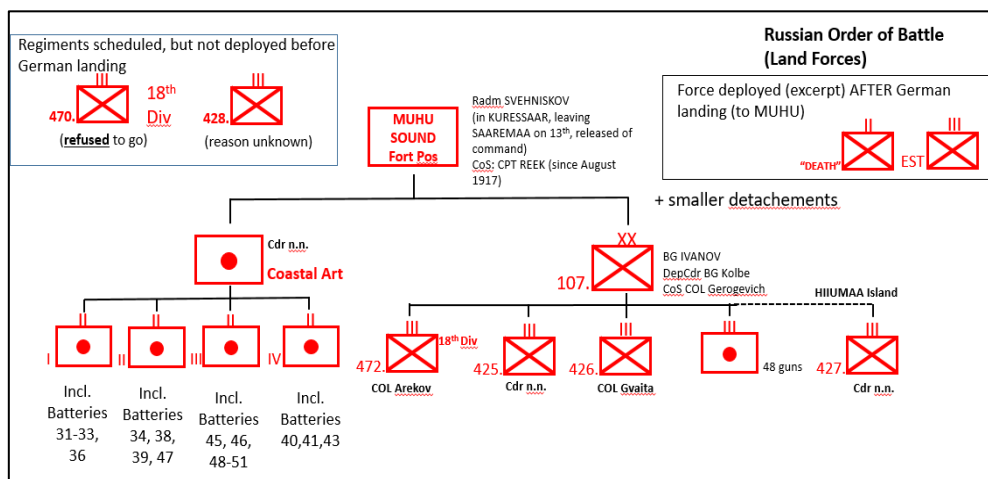 Regiments scheduled, but not deployed before
German landing
III
III
470.
18th
Div
428.
(refused to go)
(reason unknown)
Russian Order of Battle
(Land Forces)
Force deployed (excerpt) AFTER German
landing (to MUHU)
II
III
"DEATH"
EST
+ smaller detachements
MUHU
SOUND
Fort Pos
Radm SVEHNISKOV
(in KURESSAAR, leaving
SAAREMAA on 13th, released of
command)
CoS: CPT REEK (since August
1917)
Cdr n.n.
Coastal Art
XX
107.
BG IVANOV
DepCdr BG Kolbe
CoS COL Gerogevich
HIIUMAA Island
II
II
II
II
I
II
III
IV
Incl.
Batteries
31-33,
36
Incl.
Batteries
34, 38,
39, 47
Incl.
Batteries
45, 46,
48-51
Incl.
Batteries
40,41,43
III
18th Div
472.
COL Arekov
III
425.
Cdr n.n.
III
426.
COL Gvaita
III
48 guns
III
427.
Cdr n.n.